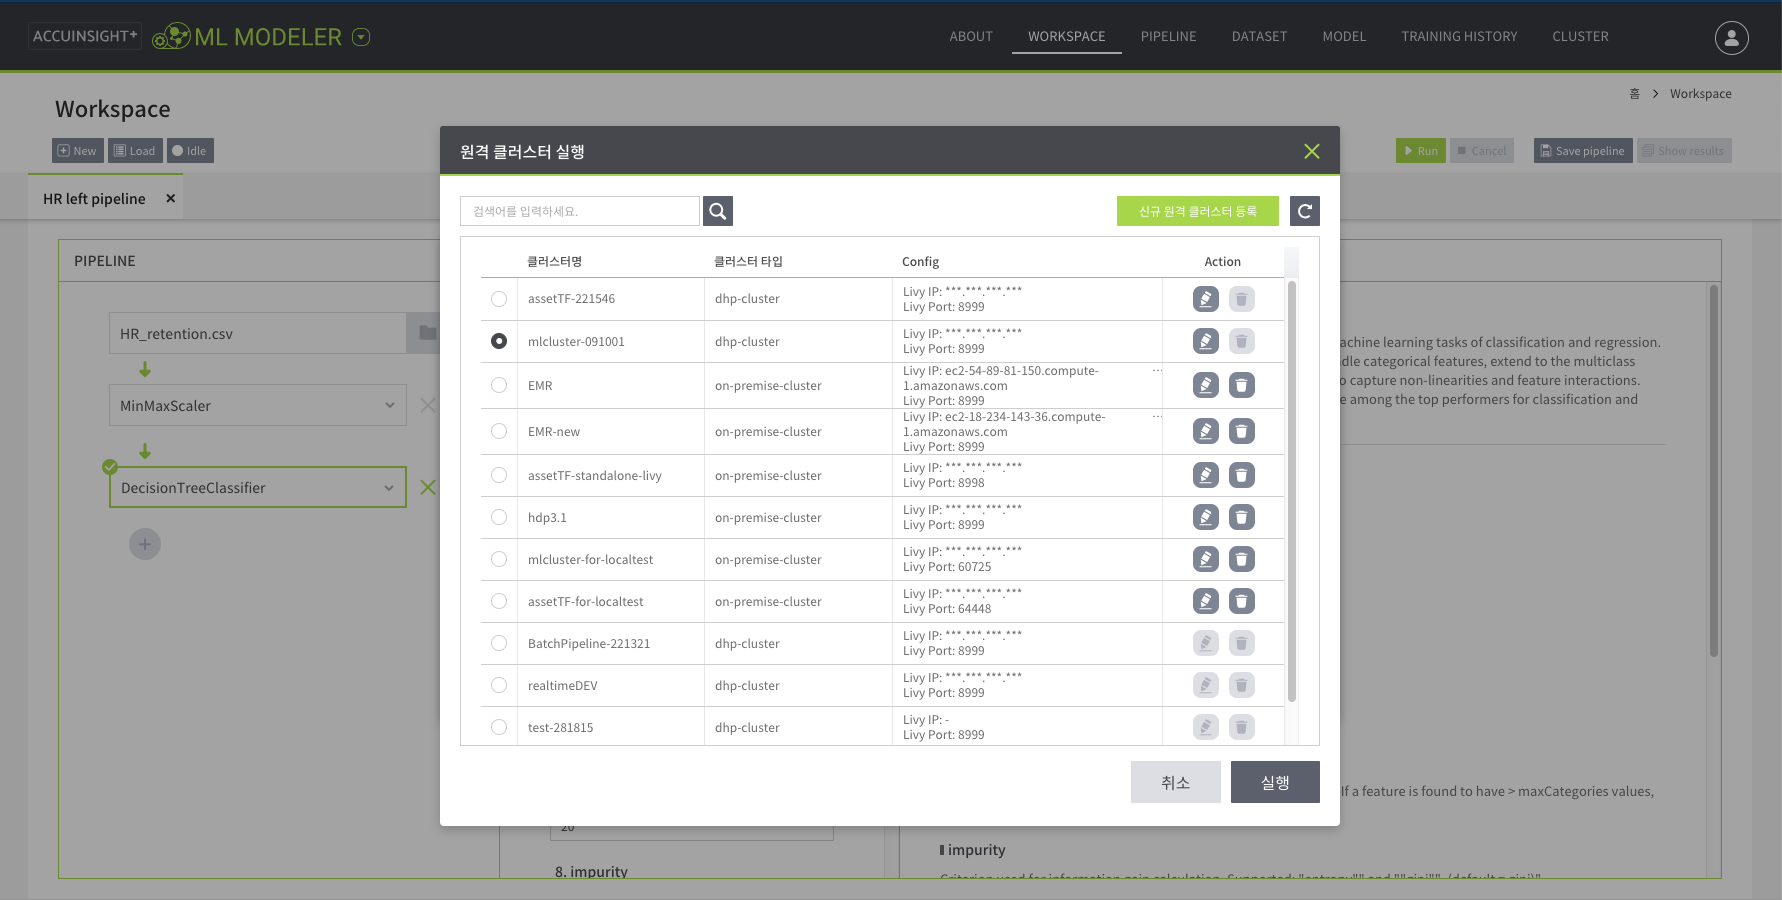 ACCUINSIGHT+ ML MODELER
ABOUT WORKSPACE PIPELINE DATASET MODEL TRAINING HISTORY CLUSTER
Workspace
홈 > Workspace
New Load Idle
Run Cancel Save pipeline Show results
HR left pipeline
PIPELINE
HR_retention.csv
MinMaxScaler
DecisionTreeClassifier
원격 클러스터 실행
검색어를 입력하세요.
신규 원격 클러스터 등록
클러스터명 클러스터 타입 Config Action
assetTF-221546 dhp-cluster Livy IP: ***.***.***.***
Livy Port: 8999
mlcluster-091001 dhp-cluster Livy IP: ***.***.***.***
Livy Port: 8999
EMR on-premise-cluster Livy IP: ec2-54-89-81-150.compute-
1.amazonaws.com
Livy Port: 8999
...
EMR-new on-premise-cluster Livy IP: ec2-18-234-143-36.compute-
1.amazonaws.com
Livy Port: 8999
...
assetTF-standalone-livy on-premise-cluster Livy IP: ***.***.***.***
Livy Port: 8998
hdp3.1 on-premise-cluster Livy IP: ***.***.***.***
Livy Port: 8999
mlcluster-for-localtest on-premise-cluster Livy IP: ***.***.***.***
Livy Port: 60725
assetTF-for-localtest on-premise-cluster Livy IP: ***.***.***.***
Livy Port: 64448
BatchPipeline-221321 dhp-cluster Livy IP: ***.***.***.***
Livy Port: 8999
realtimeDEV dhp-cluster Livy IP: ***.***.***.***
Livy Port: 8999
test-281815 dhp-cluster Livy IP: -
Livy Port: 8999
취소 실행
achine learning tasks of classification and regression.
dle categorical features, extend to the multiclass
o capture non-linearities and feature interactions.
e among the top performers for classification and
If a feature is found to have > maxCategories values,
20
8. impurity
impurity
Criterion used for information gain calculation. Supported: "entropy"" and ""gini"". (default = gini)"